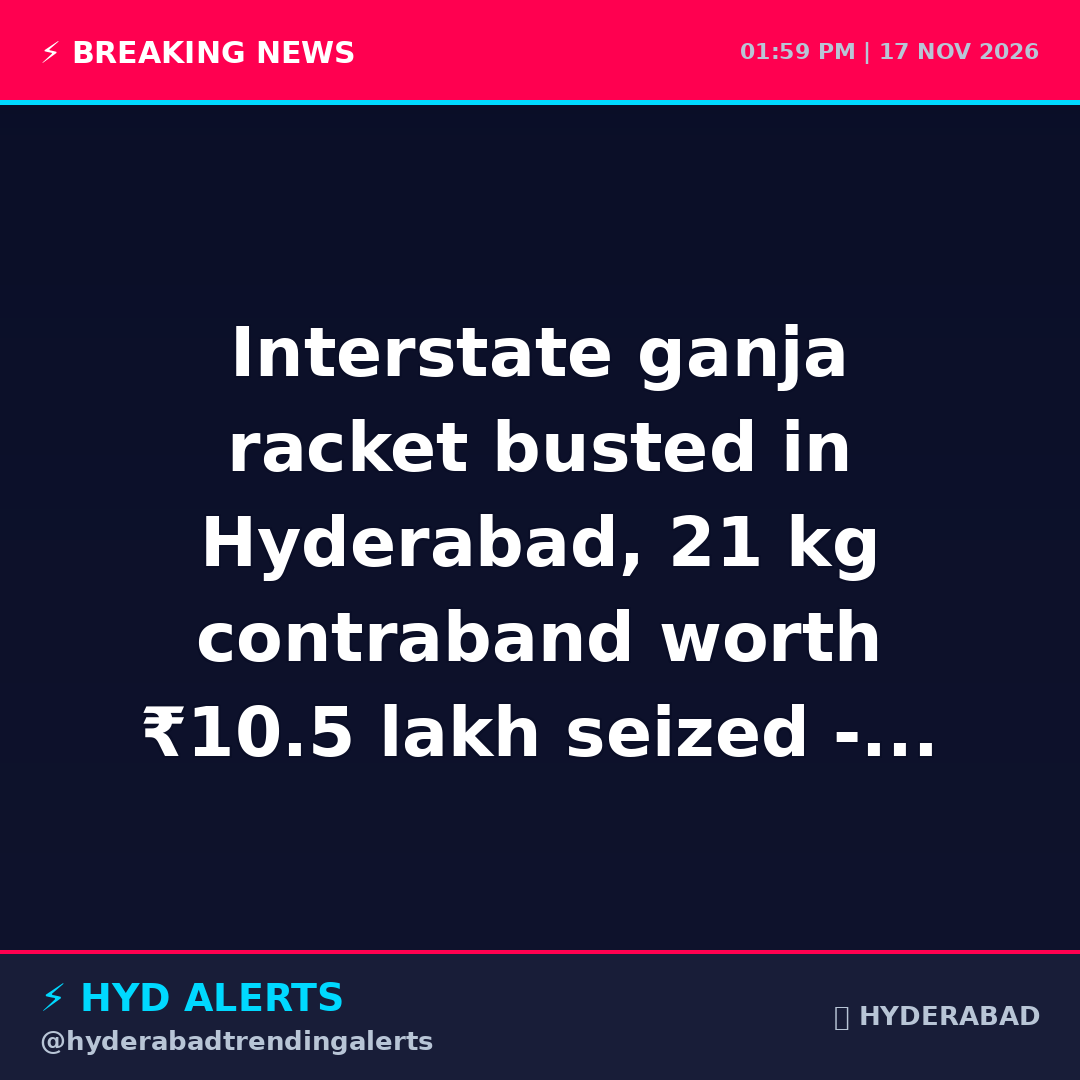 ⚡ BREAKING NEWS
01:59 PM | 17 NOV 2026
Interstate ganja
racket busted in
Hyderabad, 21 kg
contraband worth
₹10.5 lakh seized -...
⚡ HYD ALERTS
@hyderabadtrendingalerts
HYDERABAD